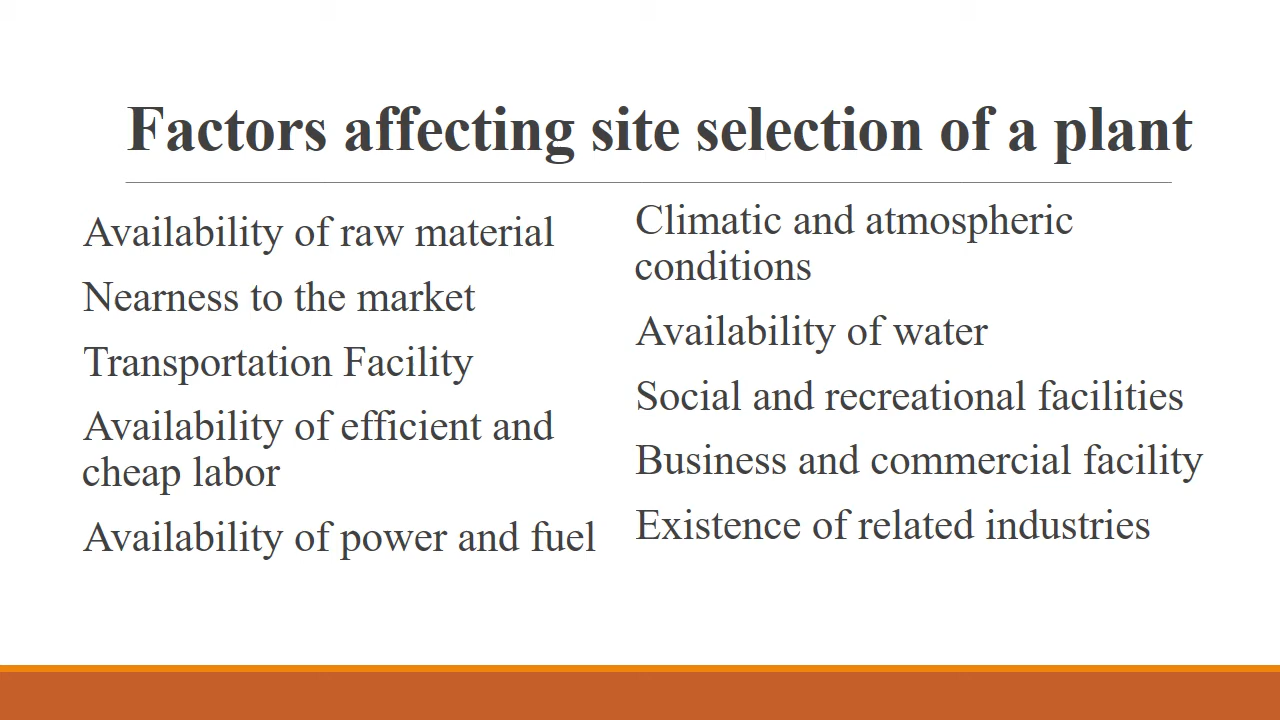 Factors affecting site selection of a plant
Availability of raw material
Nearness to the market
Transportation Facility
Availability of efficient and
cheap labor
Availability of power and fuel
Climatic and atmospheric
conditions
Availability of water
Social and recreational facilities
Business and commercial facility
Existence of related industries